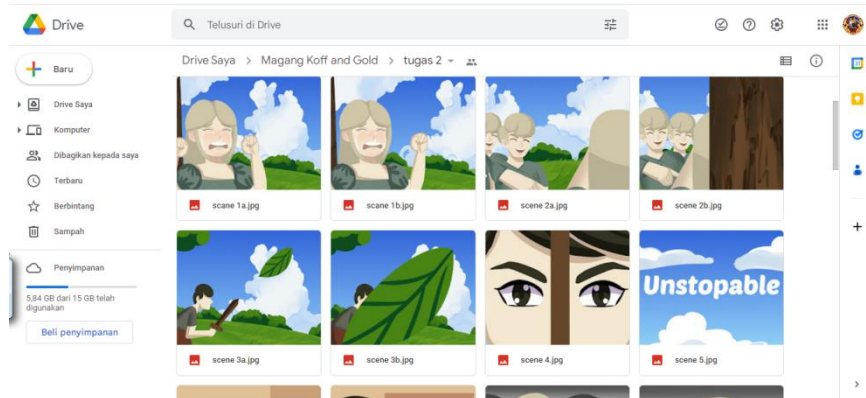 Drive
Telusuri di Drive
Baru
Drive Saya
Komputer
Dibagikan kepada saya
Terbaru
Berbintang
Sampah
Penyimpanan
5,84 GB dari 15 GB telah
digunakan
Beli penyimpanan
Drive Saya > Magang Koff and Gold > tugas 2
scane 1a.jpg
scane 1b.jpg
scene 2a.jpg
scene 2b.jpg
Unstopable
scene 3a.jpg
scene 3b.jpg
scene 4.jpg
scene 5.jpg